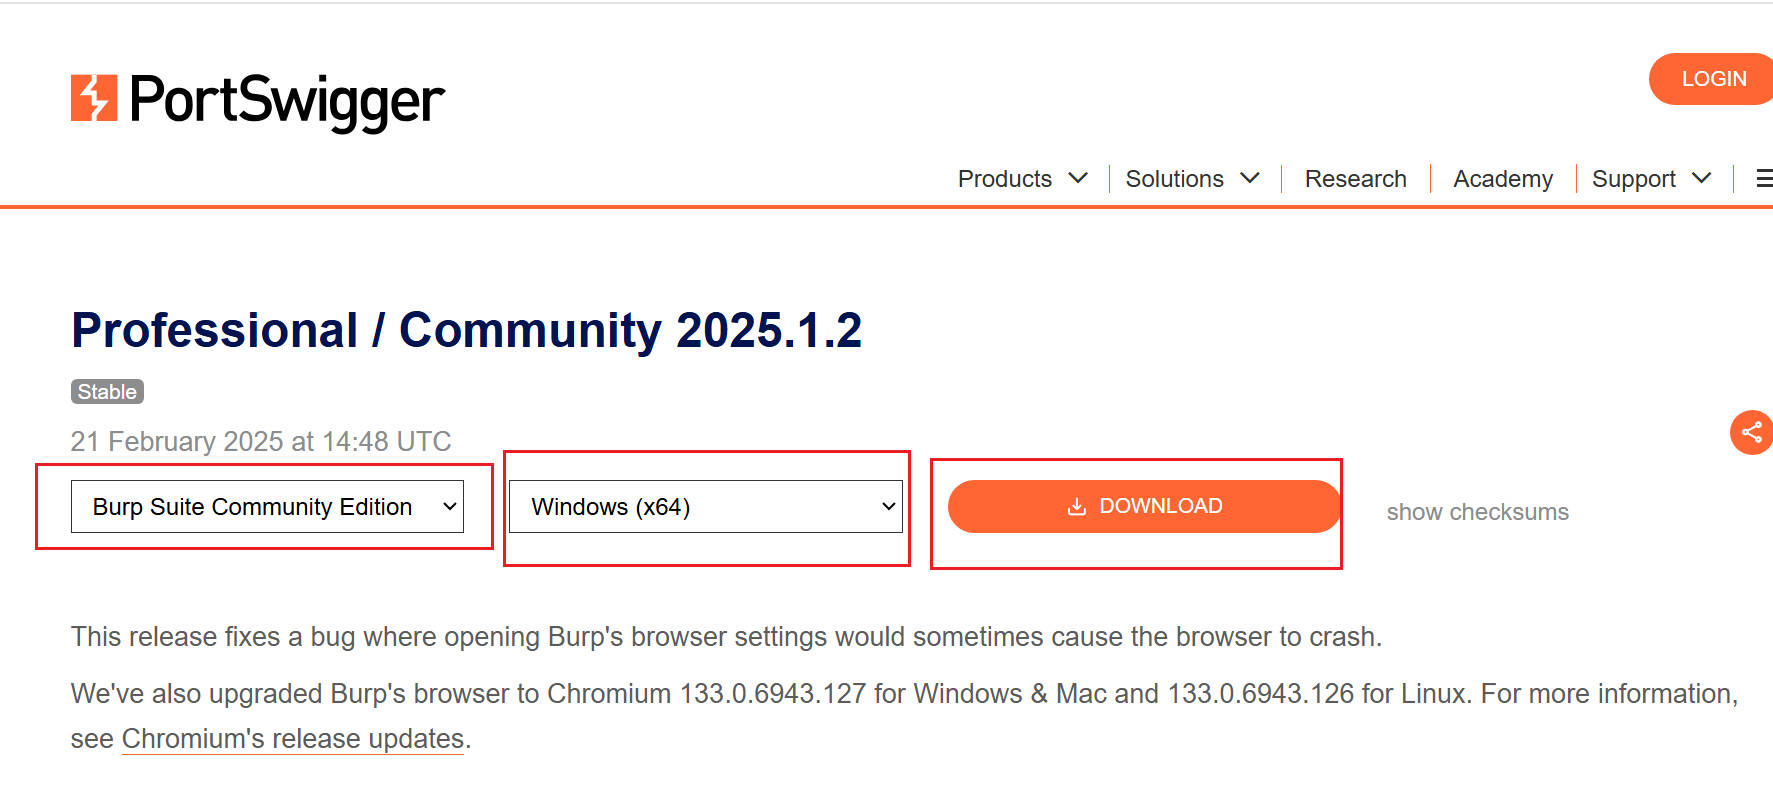 PortSwigger
LOGIN
Products
Solutions
Research
Academy
Support
Professional / Community 2025.1.2
Stable
21 February 2025 at 14:48 UTC
Burp Suite Community Edition
Windows (x64)
DOWNLOAD
show checksums
This release fixes a bug where opening Burp's browser settings would sometimes cause the browser to crash.
We've also upgraded Burp's browser to Chromium 133.0.6943.127 for Windows & Mac and 133.0.6943.126 for Linux. For more information,
see Chromium's release updates.